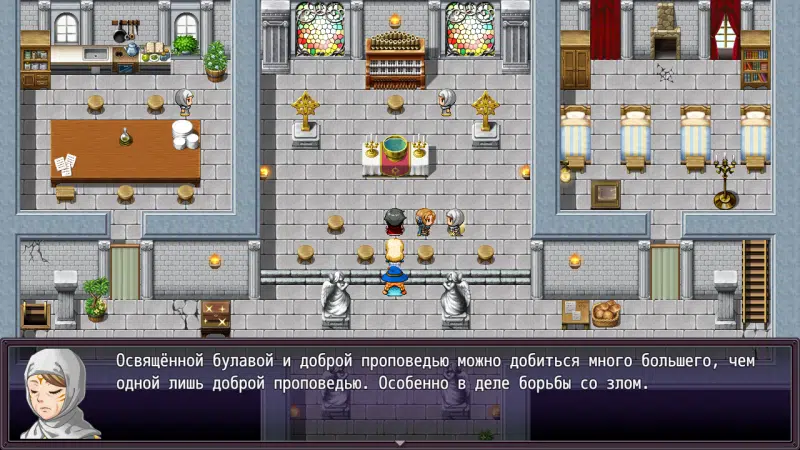 Освящённой булавой и доброй проповедью можно добиться много большего, чем
одной лишь доброй проповедью. Особенно в деле борьбы со злом.